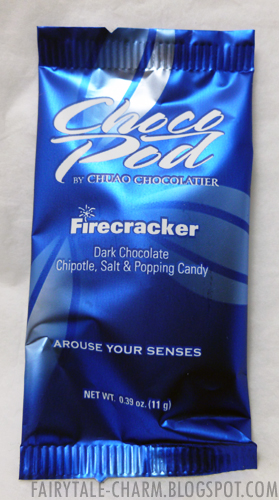 Choco
Pod
BY CHUAO CHOCOLATIER
Firecracker
Dark Chocolate
Chipotle, Salt & Popping Candy
AROUSE YOUR SENSES
NET WT. 0.39 oz. (11 g)
FAIRYTALE-CHARM.BLOGSPOT.COM